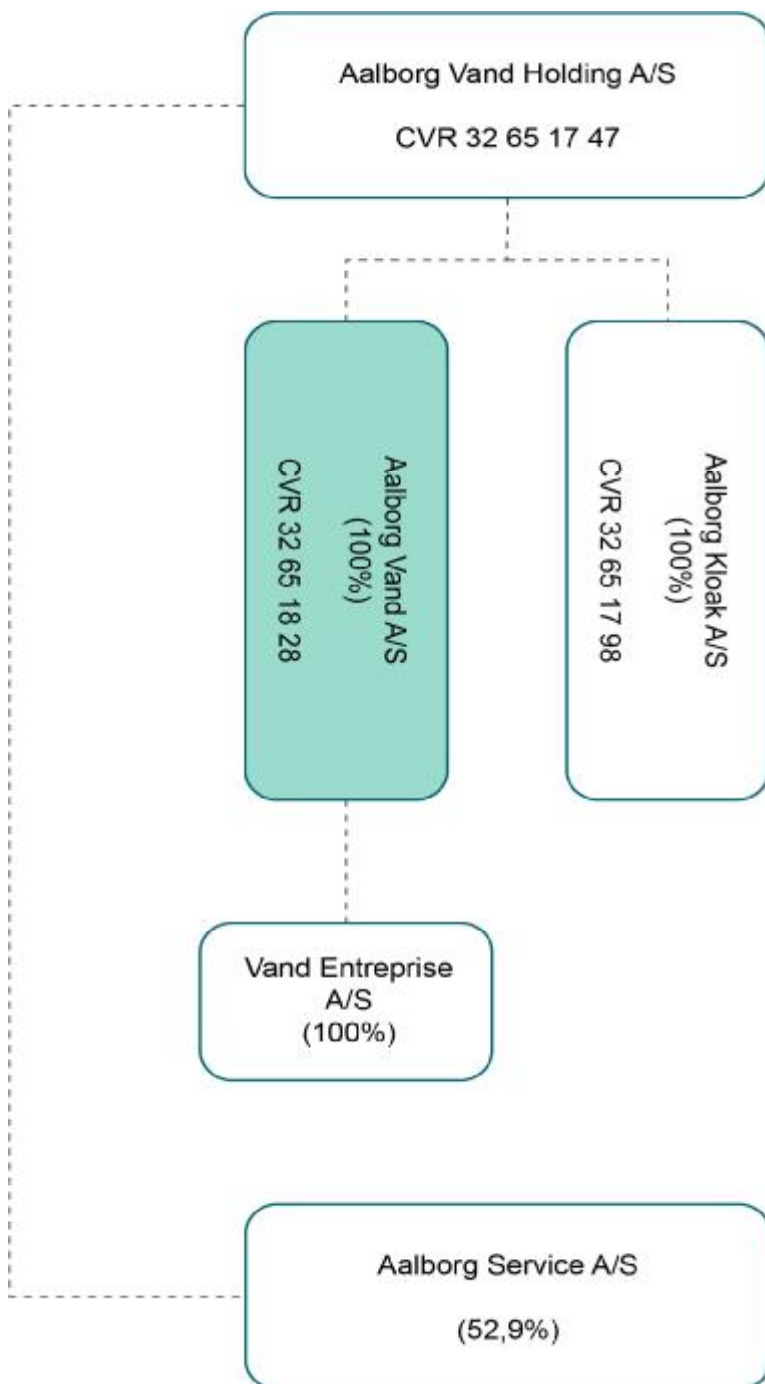 Aalborg Vand Holding A/S
CVR 32 65 17 47
Aalborg Vand A/S
(100%)
CVR 32 65 18 28
Aalborg Kloak A/S
(100%)
CVR 32 65 17 98
Vand Entreprise
A/S
(100%)
Aalborg Service A/S
(52,9%)